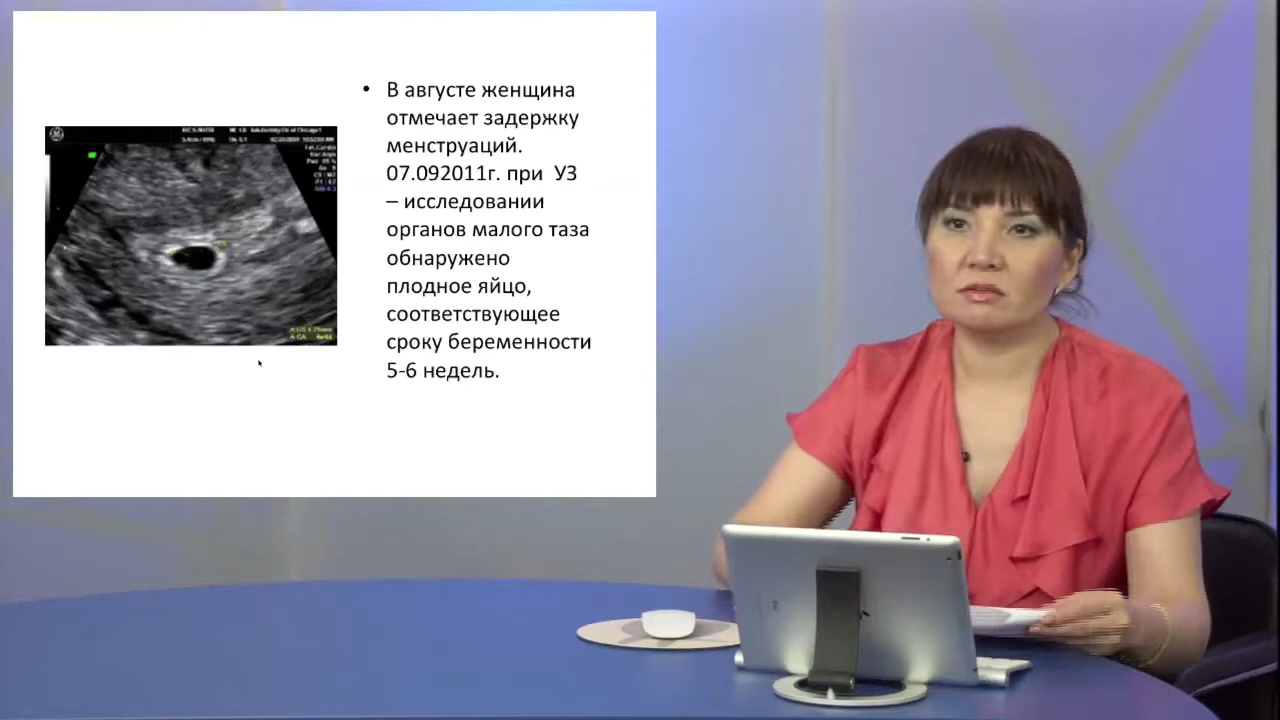 • В августе женщина
отмечает задержку
менструаций.
07.092011г. при УЗ
– исследовании
органов малого таза
обнаружено
плодное яйцо,
соответствующее
сроку беременности
5-6 недель.